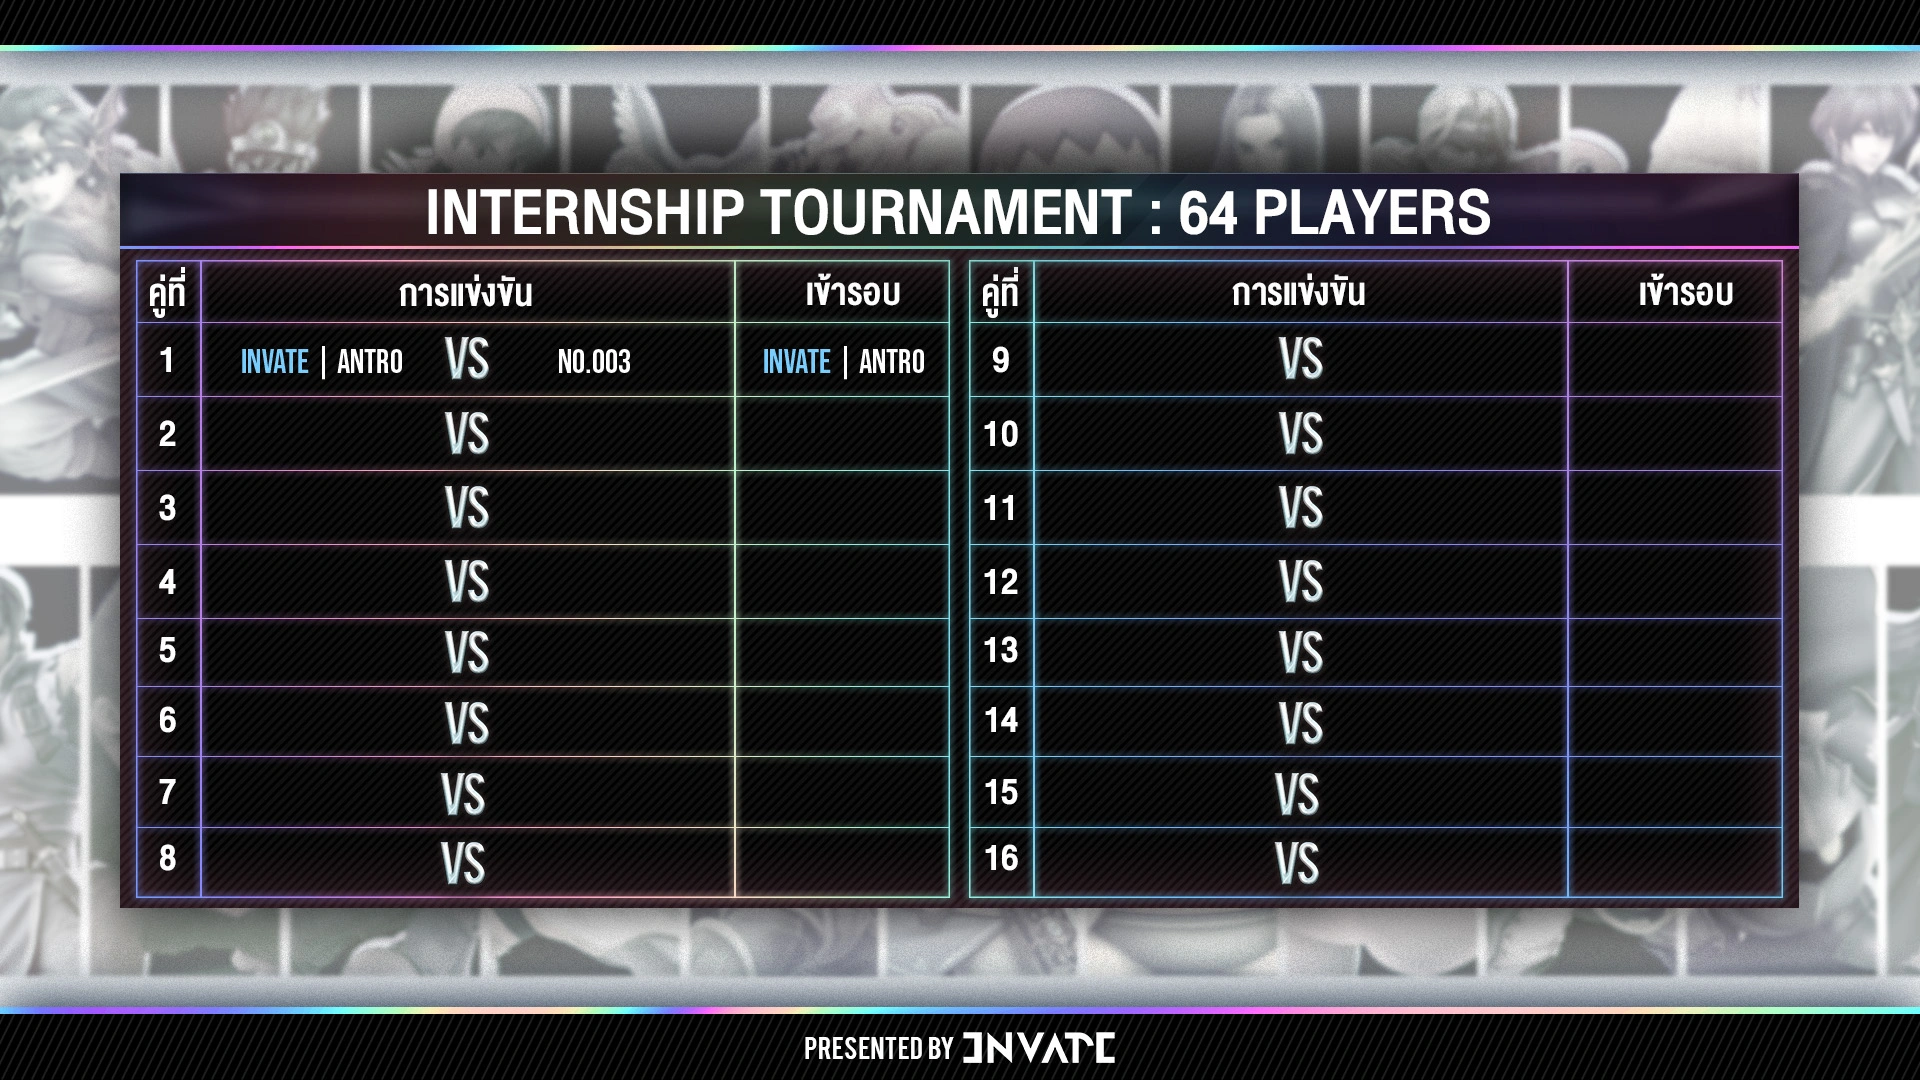 INTERNSHIP TOURNAMENT : 64 PLAYERS
คู่ที่ การแข่งขัน เข้ารอบ
1 INVATE | ANTRO VS NO.003 INVATE | ANTRO
2 VS
3 VS
4 VS
5 VS
6 VS
7 VS
8 VS
คู่ที่ การแข่งขัน เข้ารอบ
9 VS
10 VS
11 VS
12 VS
13 VS
14 VS
15 VS
16 VS
PRESENTED BY INVATE